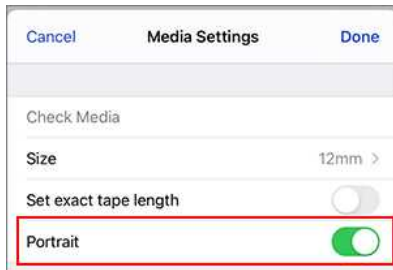 Cancel Media Settings Done
Check Media
Size 12mm >
Set exact tape length
Portrait